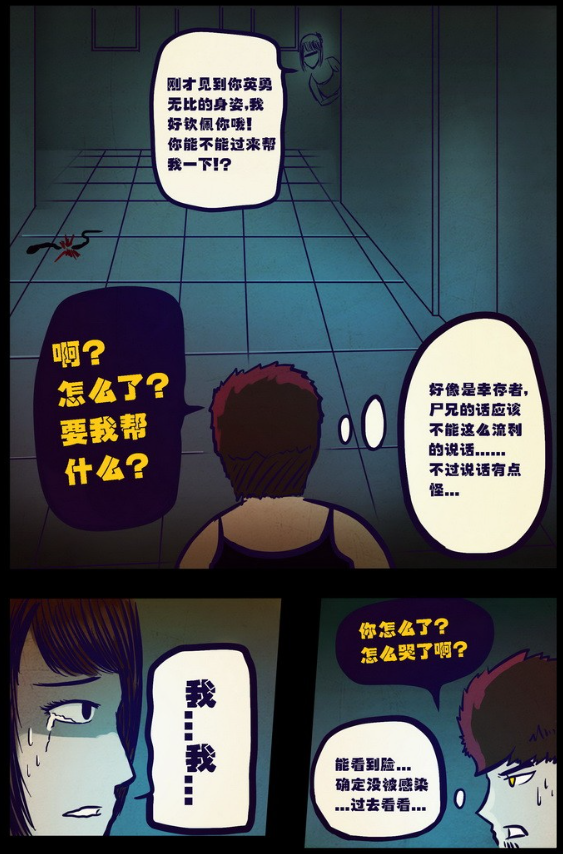 刚才见到你英勇
无比的身姿,我
好钦佩你哦!
你能不能过来帮
我一下!?
啊?
怎么了?
要我帮
什么?
好像是幸存者,
尸兄的话应该
不能这么流利
的说话……
不过说话有点
怪…
我……我……
你怎么了?
怎么哭了啊?
能看到脸…
确定没被感染
…过去看看…